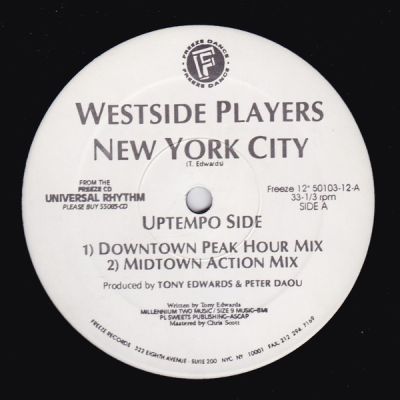 FREEZE DANCE
F
FREEZE DANCE
WESTSIDE PLAYERS
NEW YORK CITY
(T. Edwards)
FROM THE
FREEZE CD
UNIVERSAL RHYTHM
PLEASE BUY 55065-CD
Freeze 12" 50103-12-A
33-1/3 rpm
SIDE A
UPTEMPO SIDE
1) DOWNTOWN PEAK HOUR MIX
2) MIDTOWN ACTION MIX
Produced by TONY EDWARDS & PETER DAOU
Written by Tony Edwards
MILLENNIUM TWO MUSIC / SIZE 9 MUSIC-BMI
PL SWEETS PUBLISHING-ASCAP
Mastered by Chris Scott
FREEZE RECORDS 322 EIGHTH AVENUE · SUITE 200 NYC NY 10001 FAX. 212 294 7169